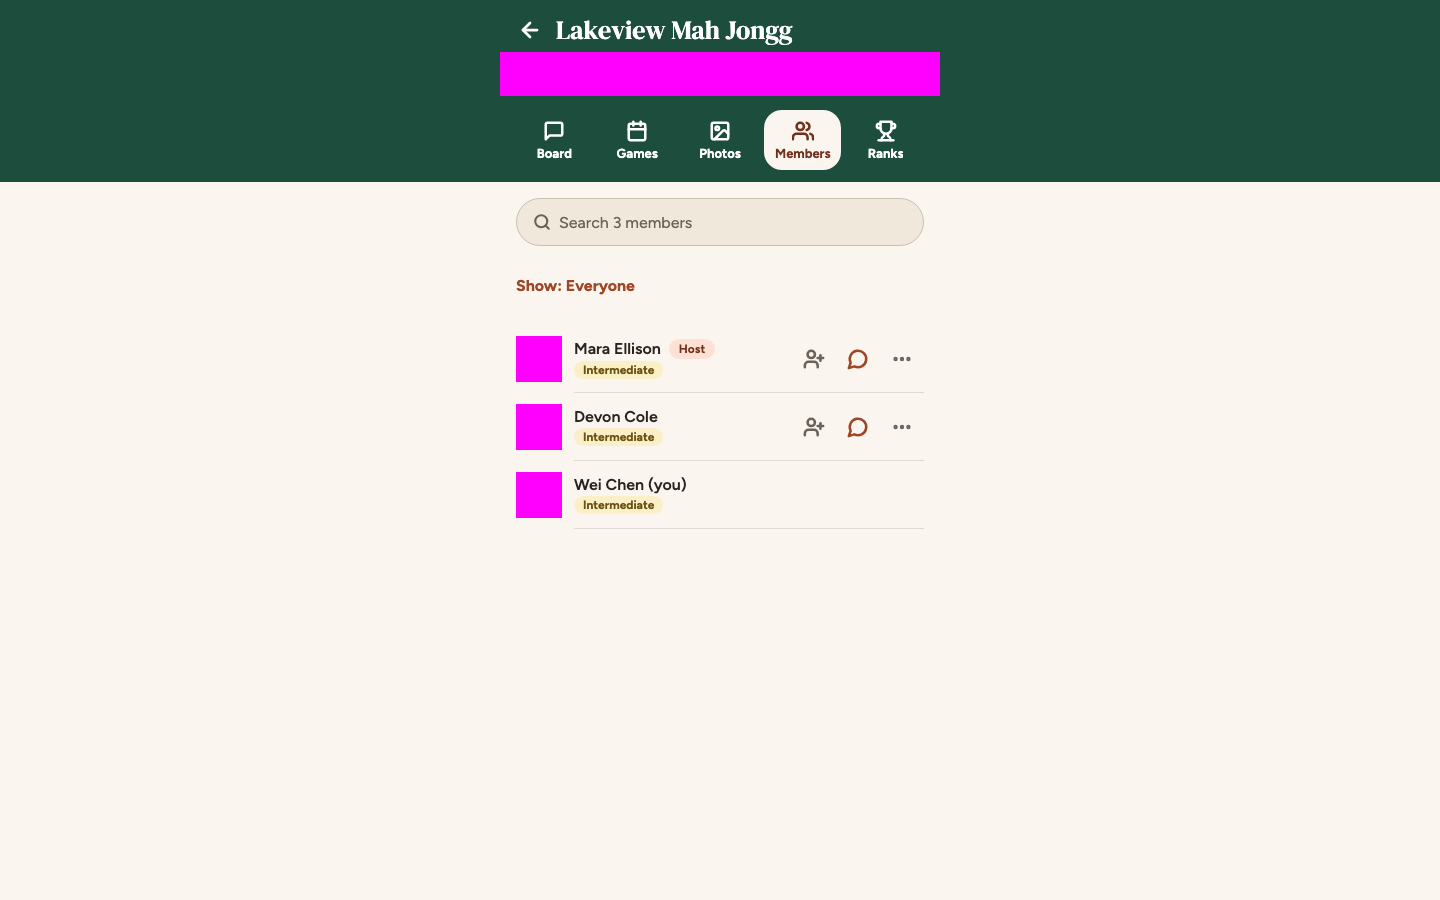 Lakeview Mah Jongg
Board Games Photos Members Ranks
Search 3 members
Show: Everyone
Mara Ellison Host
Intermediate
Devon Cole
Intermediate
Wei Chen (you)
Intermediate